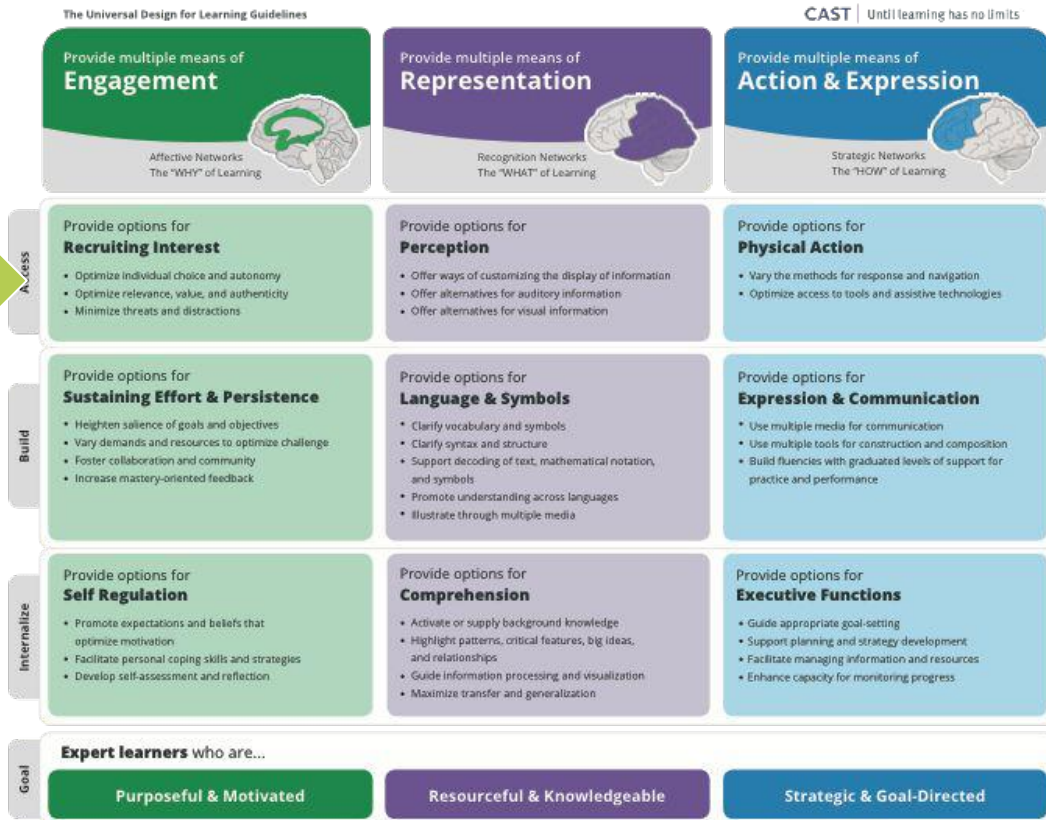 The Universal Design for Learning Guidelines
CAST | Until learning has no limits
Provide multiple means of
Engagement
Affective Networks
The "WHY" of Learning
Provide multiple means of
Representation
Recognition Networks
The "WHAT" of Learning
Provide multiple means of
Action & Expression
Strategic Networks
The "HOW" of Learning
Access
Provide options for
Recruiting Interest
• Optimize individual choice and autonomy
• Optimize relevance, value, and authenticity
• Minimize threats and distractions
Provide options for
Perception
• Offer ways of customizing the display of information
• Offer alternatives for auditory information
• Offer alternatives for visual information
Provide options for
Physical Action
• Vary the methods for response and navigation
• Optimize access to tools and assistive technologies
Build
Provide options for
Sustaining Effort & Persistence
• Heighten salience of goals and objectives
• Vary demands and resources to optimize challenge
• Foster collaboration and community
• Increase mastery-oriented feedback
Provide options for
Language & Symbols
• Clarify vocabulary and symbols
• Clarify syntax and structure
• Support decoding of text, mathematical notation,
and symbols
• Promote understanding across languages
• Illustrate through multiple media
Provide options for
Expression & Communication
• Use multiple media for communication
• Use multiple tools for construction and composition
• Build fluencies with graduated levels of support for
practice and performance
Internalize
Provide options for
Self Regulation
• Promote expectations and beliefs that
optimize motivation
• Facilitate personal coping skills and strategies
• Develop self-assessment and reflection
Provide options for
Comprehension
• Activate or supply background knowledge
• Highlight patterns, critical features, big ideas,
and relationships
• Guide information processing and visualization
• Maximize transfer and generalization
Provide options for
Executive Functions
• Guide appropriate goal-setting
• Support planning and strategy development
• Facilitate managing information and resources
• Enhance capacity for monitoring progress
Goal
Expert learners who are...
Purposeful & Motivated
Resourceful & Knowledgeable
Strategic & Goal-Directed